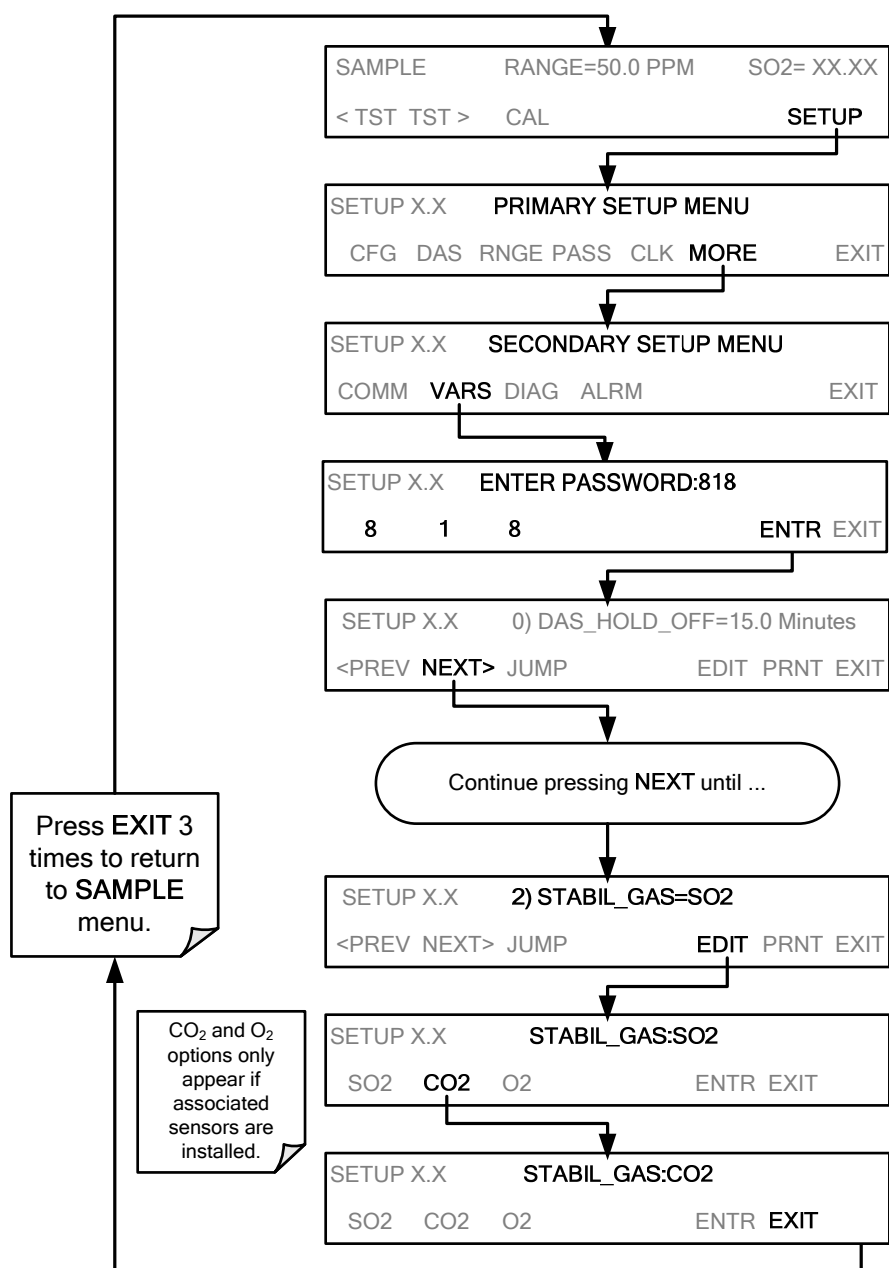 SAMPLE RANGE=50.0 PPM SO2= XX.XX
< TST TST > CAL SETUP
SETUP X.X PRIMARY SETUP MENU
CFG DAS RNGE PASS CLK MORE EXIT
SETUP X.X SECONDARY SETUP MENU
COMM VARS DIAG ALRM EXIT
SETUP X.X ENTER PASSWORD:818
8 1 8 ENTR EXIT
SETUP X.X 0) DAS_HOLD_OFF=15.0 Minutes
<PREV NEXT> JUMP EDIT PRNT EXIT
Continue pressing NEXT until ...
SETUP X.X 2) STABIL_GAS=SO2
<PREV NEXT> JUMP EDIT PRNT EXIT
SETUP X.X STABIL_GAS:SO2
SO2 CO2 O2 ENTR EXIT
CO₂ and O₂
options only
appear if
associated
sensors are
installed.
SETUP X.X STABIL_GAS:CO2
SO2 CO2 O2 ENTR EXIT
Press EXIT 3
times to return
to SAMPLE
menu.